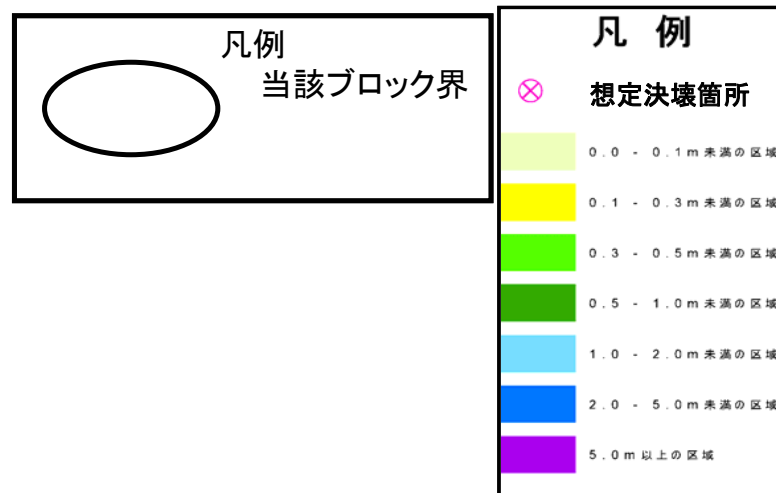 凡例
当該ブロック界
凡 例
想定決壊箇所
0.0 - 0.1m未満の区域
0.1 - 0.3m未満の区域
0.3 - 0.5m未満の区域
0.5 - 1.0m未満の区域
1.0 - 2.0m未満の区域
2.0 - 5.0m未満の区域
5.0m以上の区域